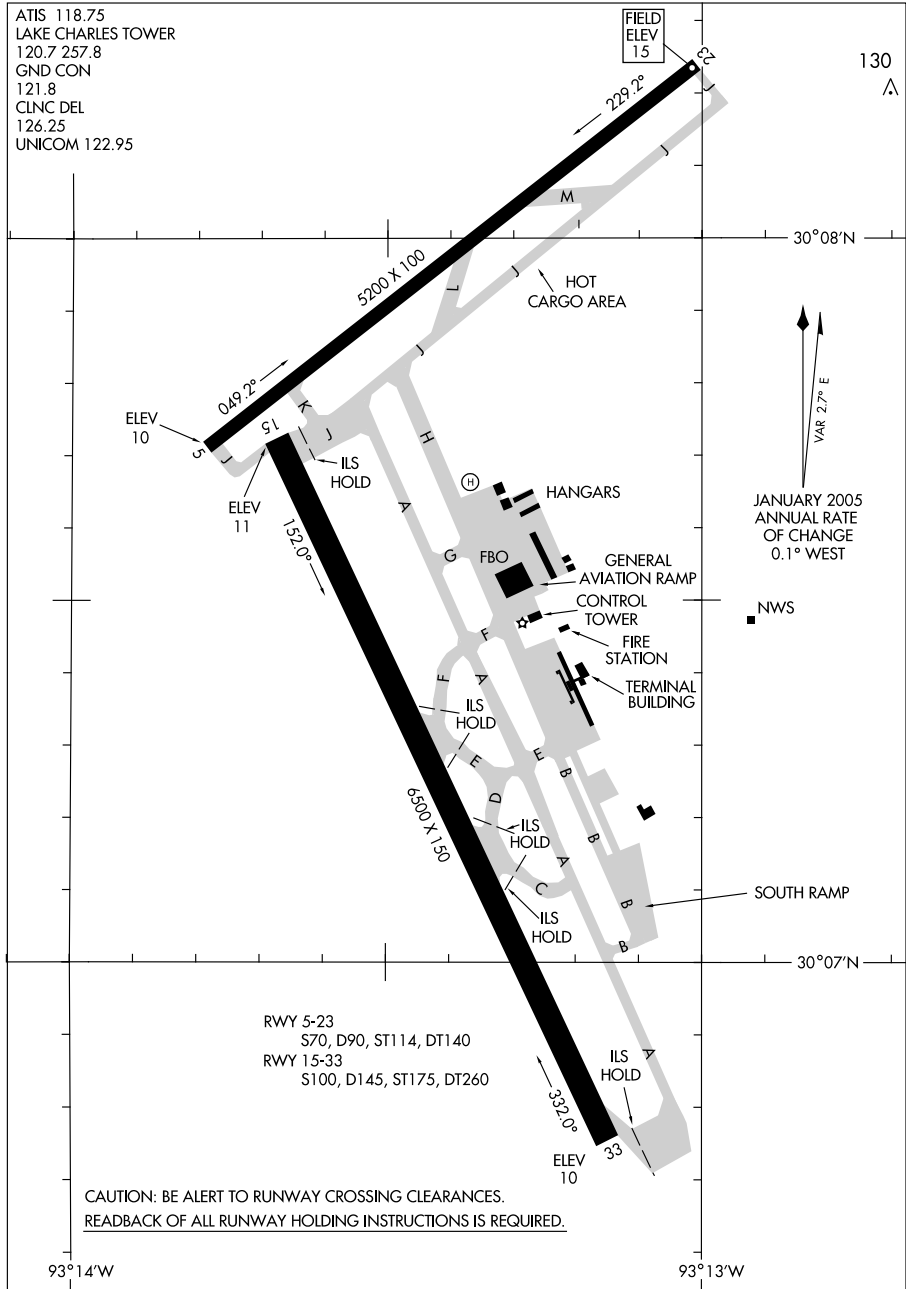 ATIS 118.75
LAKE CHARLES TOWER
120.7 257.8
GND CON
121.8
CLNC DEL
126.25
UNICOM 122.95
FIELD
ELEV
15
23
130
J
229.2°
J
M
I
30°08'N
5200 X 100
L
J
HOT
CARGO AREA
J
049.2°
VAR 2.7° E
ELEV
10
5
J
15
K
J
H
ILS
HOLD
ELEV
11
H
HANGARS
JANUARY 2005
ANNUAL RATE
OF CHANGE
0.1° WEST
A
152.0°
G
FBO
GENERAL
AVIATION RAMP
CONTROL
TOWER
NWS
F
FIRE
STATION
F
A
TERMINAL
BUILDING
ILS
HOLD
E
E
B
D
6500 X 150
ILS
HOLD
B
A
C
SOUTH RAMP
B
ILS
HOLD
B
30°07'N
RWY 5-23
S70, D90, ST114, DT140
RWY 15-33
S100, D145, ST175, DT260
A
ILS
HOLD
332.0°
33
ELEV
10
CAUTION: BE ALERT TO RUNWAY CROSSING CLEARANCES.
READBACK OF ALL RUNWAY HOLDING INSTRUCTIONS IS REQUIRED.
93°14'W
93°13'W